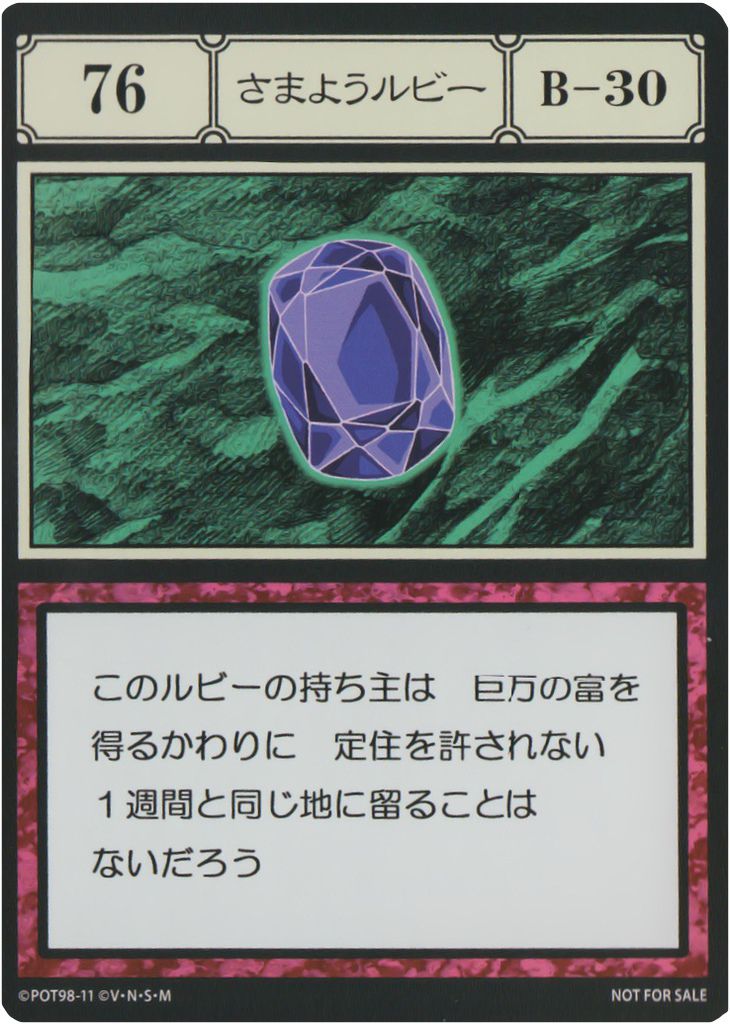 76
さまようルビー
B-30
このルビーの持ち主は　巨万の富を
得るかわりに　定住を許されない
１週間と同じ地に留ることは
ないだろう
©POT98-11 ©V・N・S・M
NOT FOR SALE